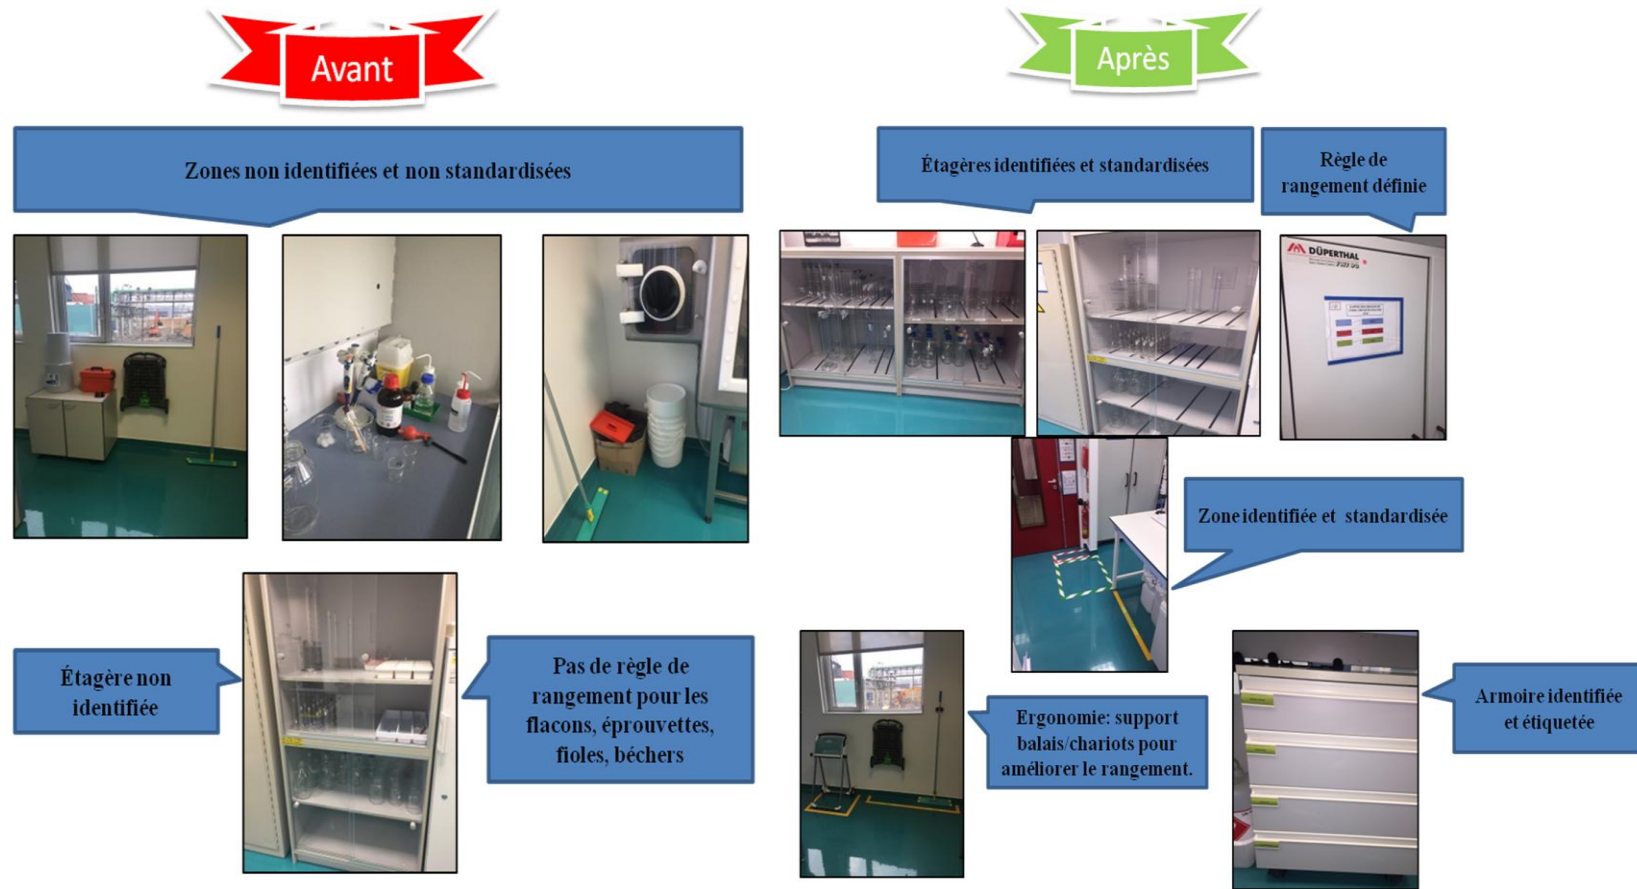 Avant
Après
Zones non identifiées et non standardisées
Étagères identifiées et standardisées
Règle de
rangement définie
DÜPERTHAL
Zone identifiée et standardisée
Étagère non
identifiée
Pas de règle de
rangement pour les
flacons, éprouvettes,
fioles, béchers
Ergonomie: support
balais/chariots pour
améliorer le rangement.
Armoire identifiée
et étiquetée